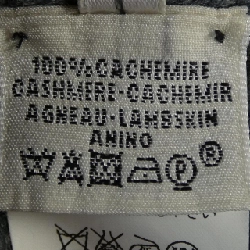 100% CACHEMIRE
CASHMERE-CACHEMIR
AGNEAU-LAMBSKIN
ANINO
P®